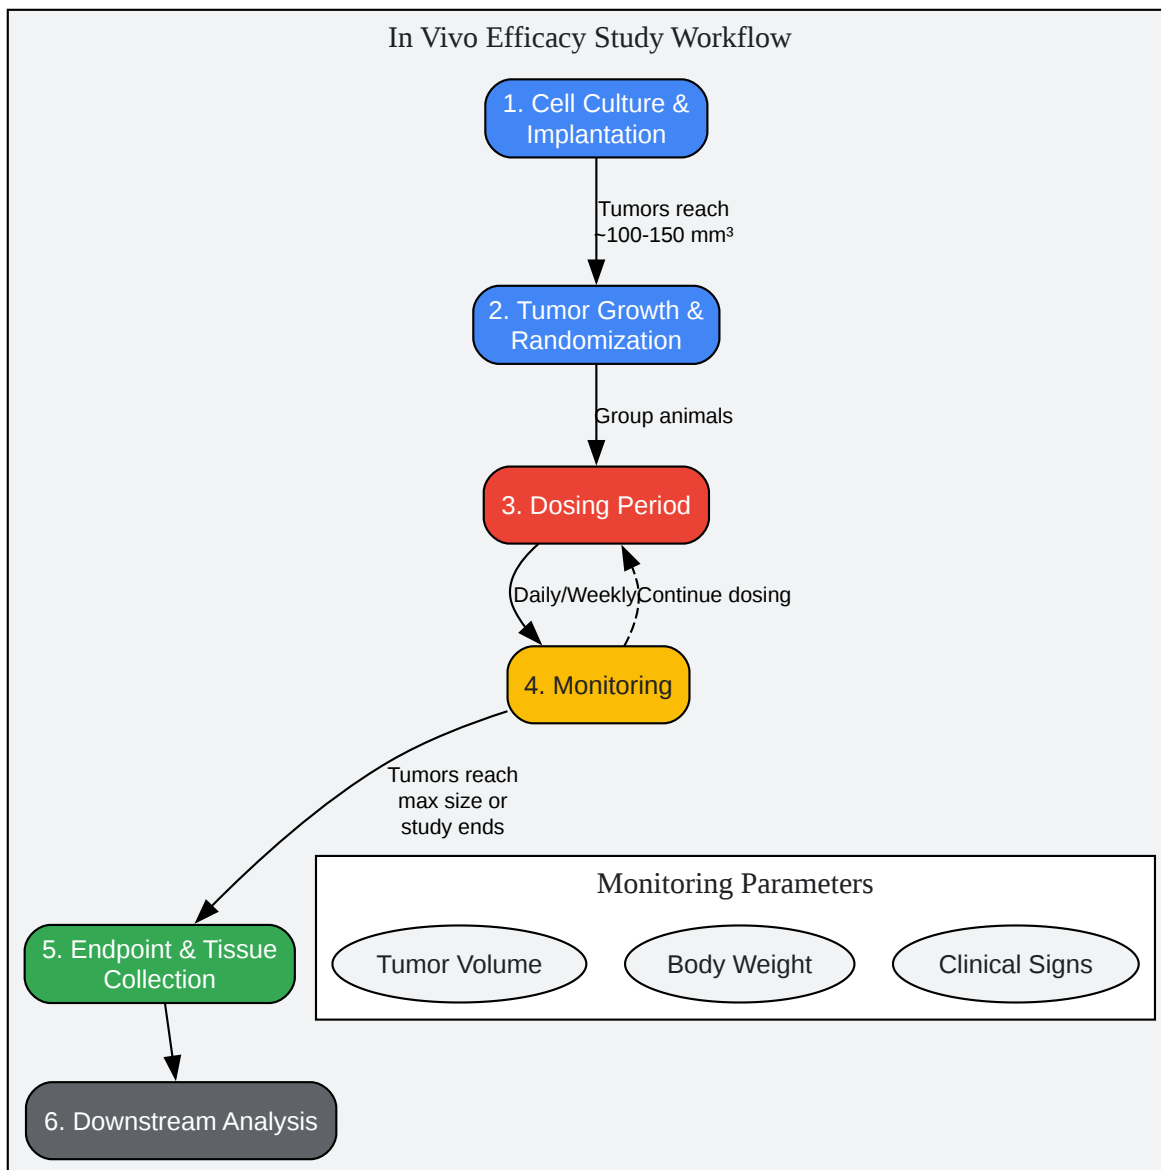 In Vivo Efficacy Study Workflow
1. Cell Culture &
Implantation
Tumors reach
~100-150 mm³
2. Tumor Growth &
Randomization
Group animals
3. Dosing Period
Daily/Weekly
Continue dosing
4. Monitoring
Tumors reach
max size or
study ends
Monitoring Parameters
Tumor Volume
Body Weight
Clinical Signs
5. Endpoint & Tissue
Collection
6. Downstream Analysis